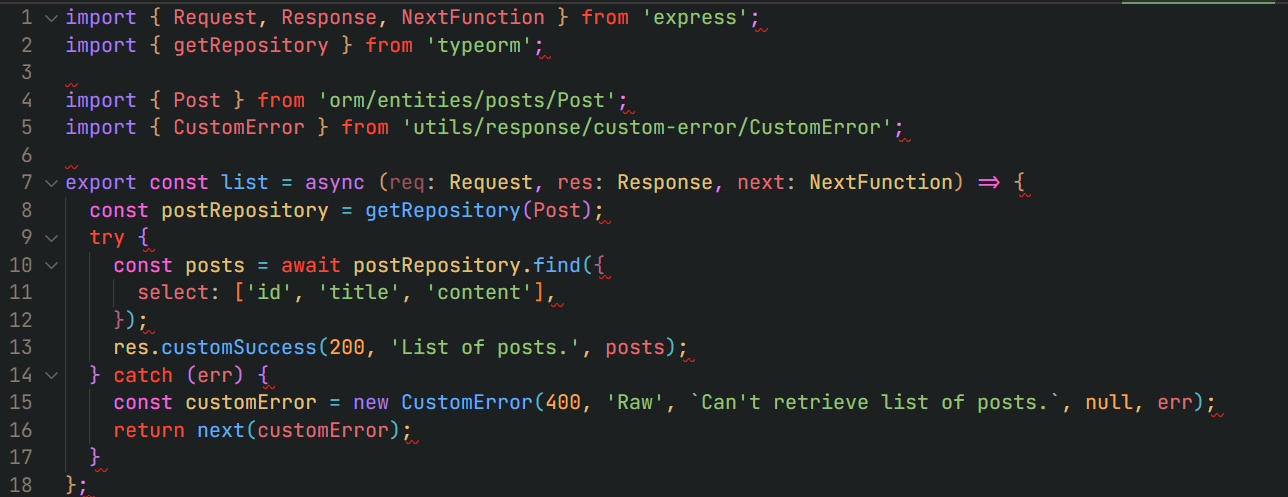 1 import { Request, Response, NextFunction } from 'express';
2 import { getRepository } from 'typeorm';
3
4 import { Post } from 'orm/entities/posts/Post';
5 import { CustomError } from 'utils/response/custom-error/CustomError';
6
7 export const list = async (req: Request, res: Response, next: NextFunction) => {
8   const postRepository = getRepository(Post);
9   try {
10     const posts = await postRepository.find({
11       select: ['id', 'title', 'content'],
12     });
13     res.customSuccess(200, 'List of posts.', posts);
14   } catch (err) {
15     const customError = new CustomError(400, 'Raw', `Can't retrieve list of posts.`, null, err);
16     return next(customError);
17   }
18 };